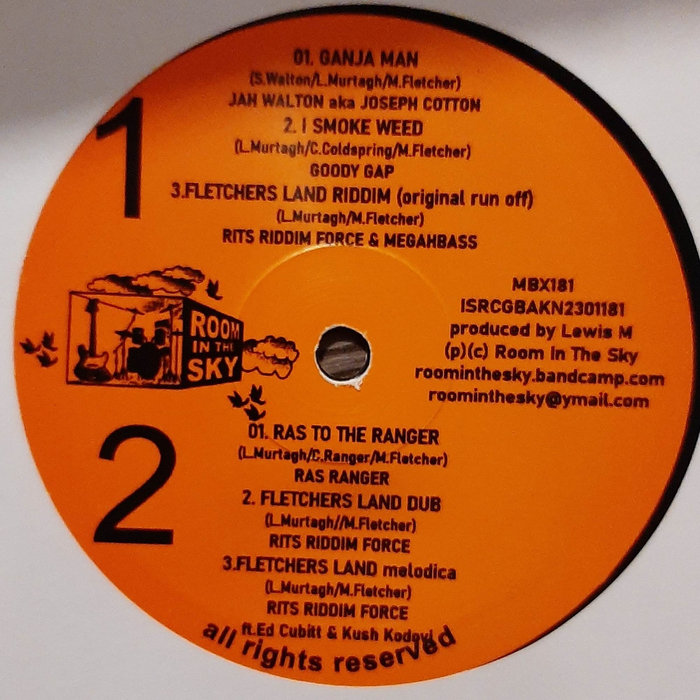 01. GANJA MAN
(S.Walton/L.Murtagh/M.Fletcher)
JAH WALTON aka JOSEPH COTTON
2. I SMOKE WEED
(L.Murtagh/C.Coldspring/M.Fletcher)
GOODY GAP
3.FLETCHERS LAND RIDDIM (original run off)
(L.Murtagh/M.Fletcher)
RITS RIDDIM FORCE & MEGAHBASS
1
ROOM
IN THE
SKY
MBX181
ISRCGBAKN2301181
produced by Lewis M
(p)(c) Room In The Sky
roominthesky.bandcamp.com
roominthesky@ymail.com
2
01. RAS TO THE RANGER
(L.Murtagh/C.Ranger/M.Fletcher)
RAS RANGER
2. FLETCHERS LAND DUB
(L.Murtagh//M.Fletcher)
RITS RIDDIM FORCE
3.FLETCHERS LAND melodica
(L.Murtagh/M.Fletcher)
RITS RIDDIM FORCE
ft.Ed Cubitt & Kush
all rights reserved